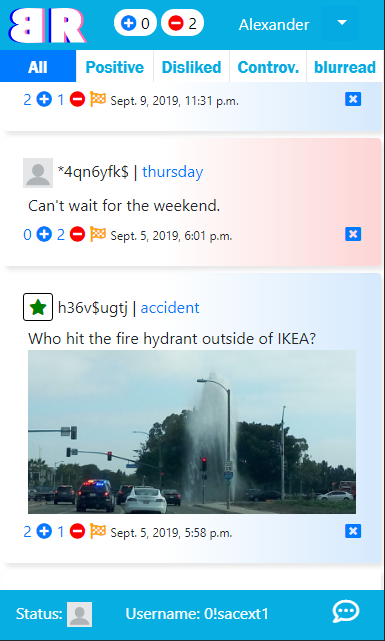 BR
0 2
Alexander
All Positive Disliked Controv. blurread
2 1 Sept. 9, 2019, 11:31 p.m.
*4qn6yfk$ | thursday
Can't wait for the weekend.
0 2 Sept. 5, 2019, 6:01 p.m.
h36v$ugtj | accident
Who hit the fire hydrant outside of IKEA?
2 1 Sept. 5, 2019, 5:58 p.m.
Status: Username: 0!sacext1